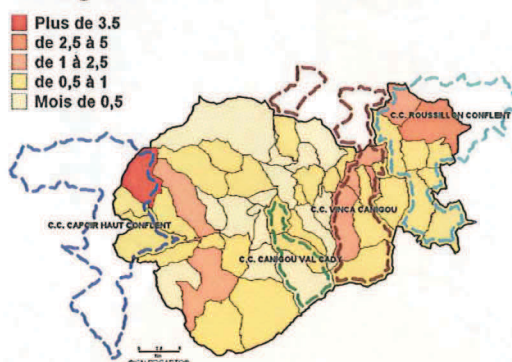 Plus de 3.5
de 2,5 à 5
de 1 à 2,5
de 0,5 à 1
Mois de 0,5
C.C. ROUSSILLON CONFLENT
C.C. VINCA CANIGOU
C.C. CAPCIR HAUT CONFLENT
C.C. CANIGOU VAL CADY